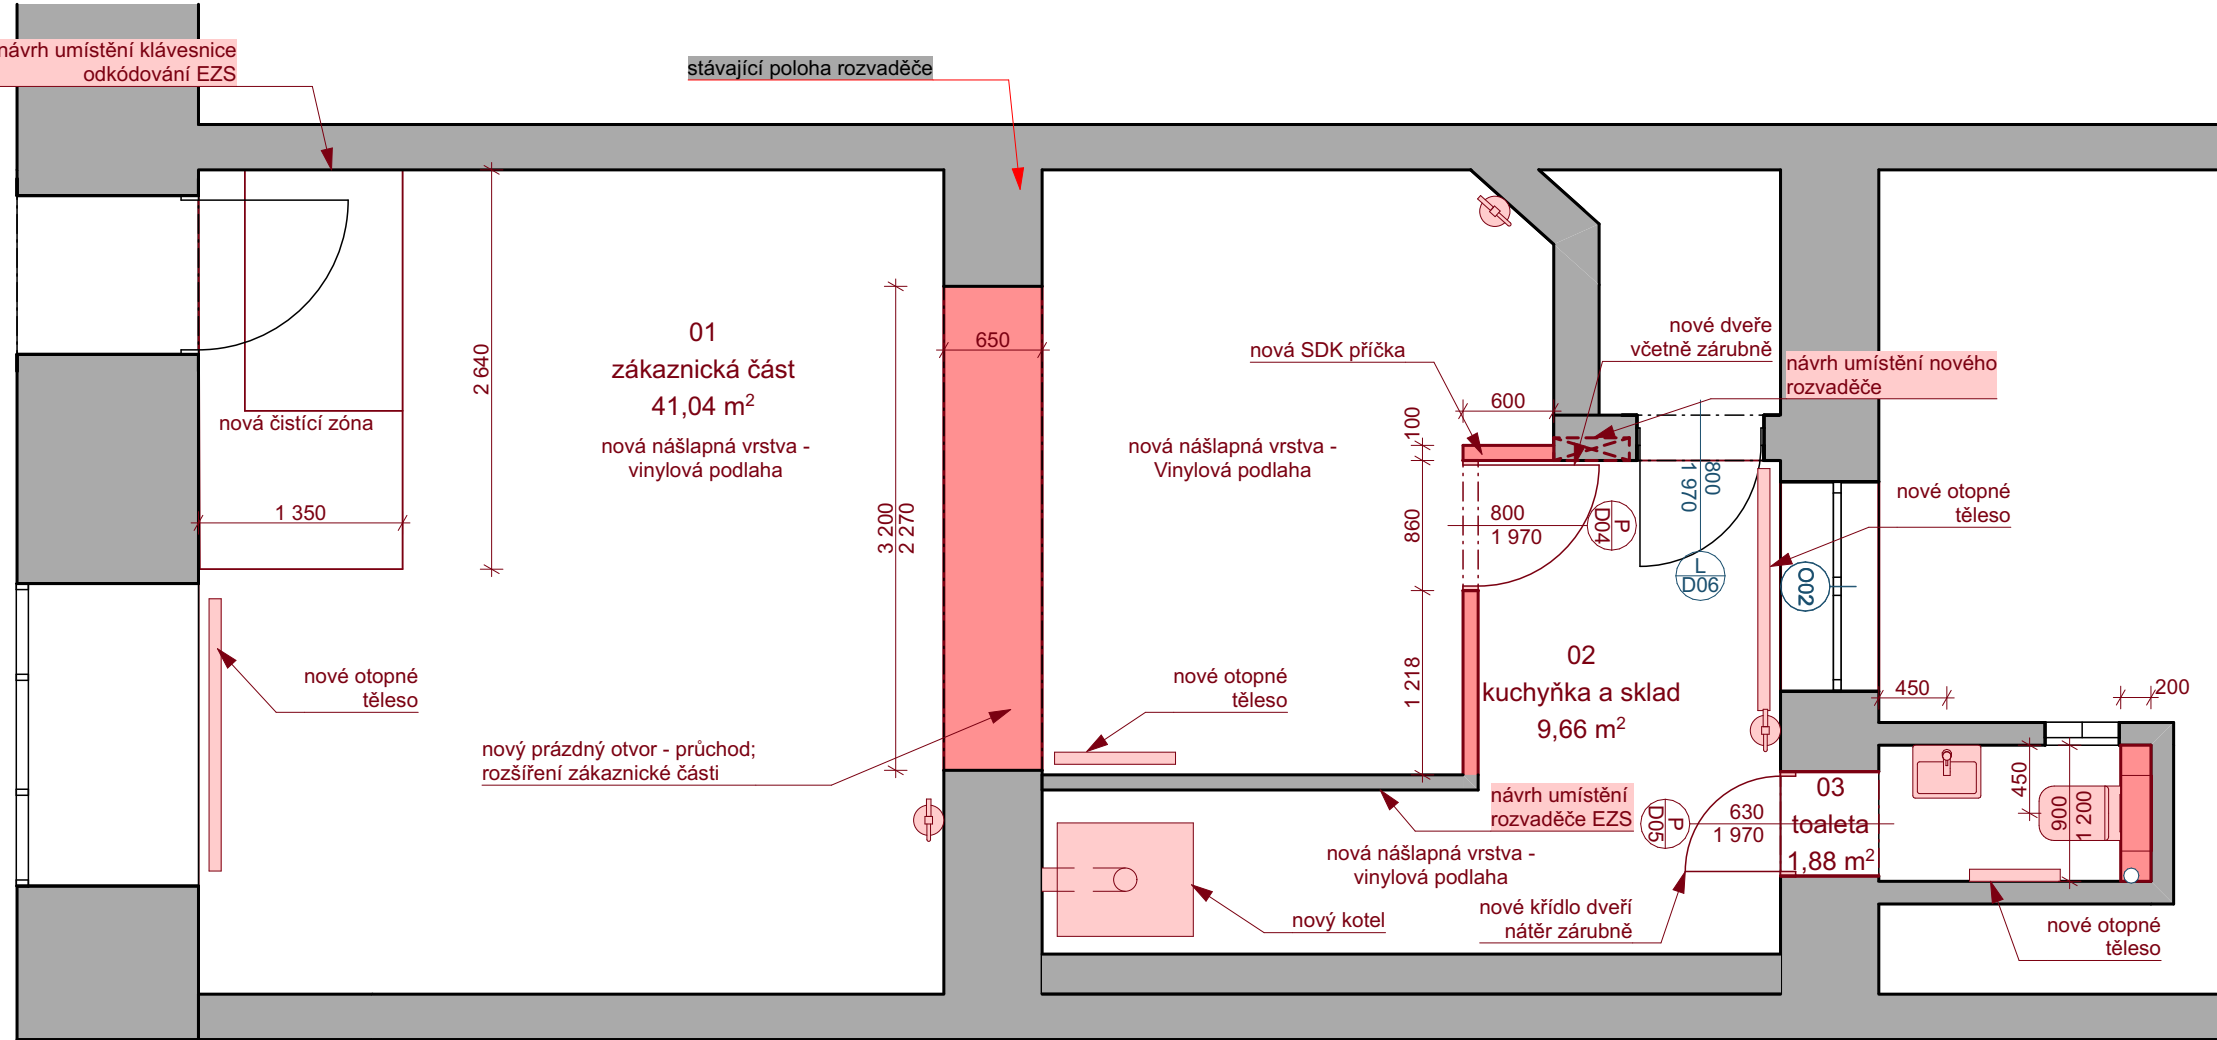 návrh umístění klávesnice
odkódování EZS
stávající poloha rozvaděče
01
zákaznická část
41,04 m²
nová nášlapná vrstva -
vinylová podlaha
nová čistící zóna
1 350
2 640
3 200
2 270
650
nová nášlapná vrstva -
Vinylová podlaha
nová SDK příčka
nové dveře
včetně zárubně
návrh umístění nového
rozvaděče
600
100
860
1 218
800
1 970
P
D04
800
1 970
L
D06
O02
nové otopné
těleso
02
kuchyňka a sklad
9,66 m²
450
200
nové otopné
těleso
nové otopné
těleso
nový prázdný otvor - průchod;
rozšíření zákaznické části
návrh umístění
rozvaděče EZS
P
D05
630
1 970
03
toaleta
1,88 m²
450
900
1 200
nová nášlapná vrstva -
vinylová podlaha
nový kotel
nové křídlo dveří
nátěr zárubně
nové otopné
těleso